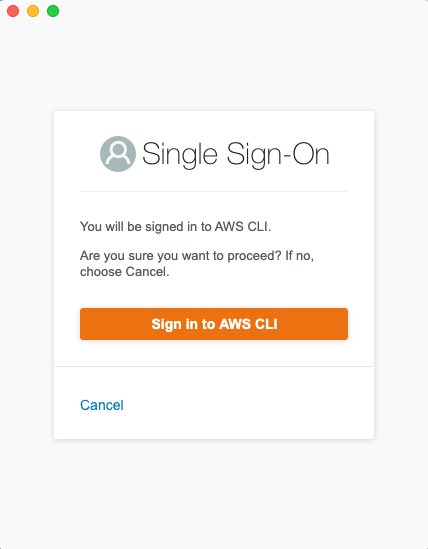 Single Sign-On
You will be signed in to AWS CLI.
Are you sure you want to proceed? If no,
choose Cancel.
Sign in to AWS CLI
Cancel